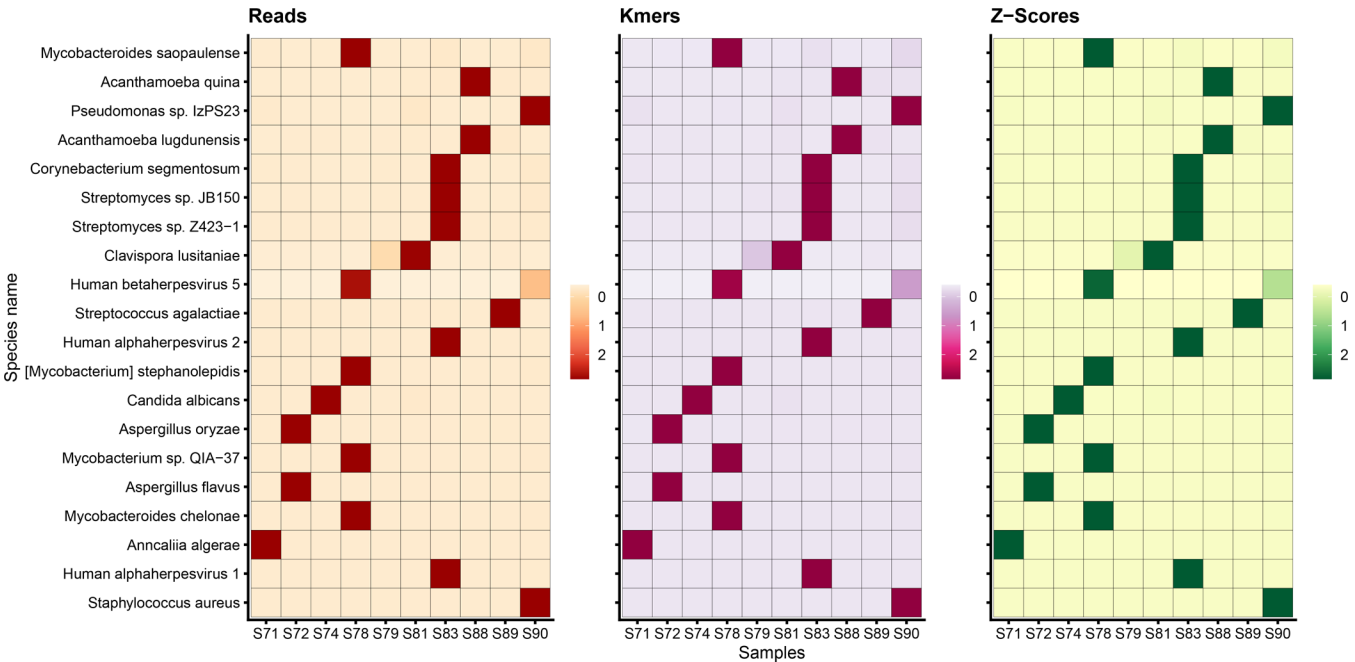 Reads
Kmers
Z−Scores
Species name
Mycobacteroides saopaulense
Acanthamoeba quina
Pseudomonas sp. IzPS23
Acanthamoeba lugdunensis
Corynebacterium segmentosum
Streptomyces sp. JB150
Streptomyces sp. Z423−1
Clavispora lusitaniae
Human betaherpesvirus 5
Streptococcus agalactiae
Human alphaherpesvirus 2
[Mycobacterium] stephanolepidis
Candida albicans
Aspergillus oryzae
Mycobacterium sp. QIA−37
Aspergillus flavus
Mycobacteroides chelonae
Anncaliia algerae
Human alphaherpesvirus 1
Staphylococcus aureus
0
1
2
0
1
2
0
1
2
S71 S72 S74 S78 S79 S81 S83 S88 S89 S90
S71 S72 S74 S78 S79 S81 S83 S88 S89 S90
S71 S72 S74 S78 S79 S81 S83 S88 S89 S90
Samples